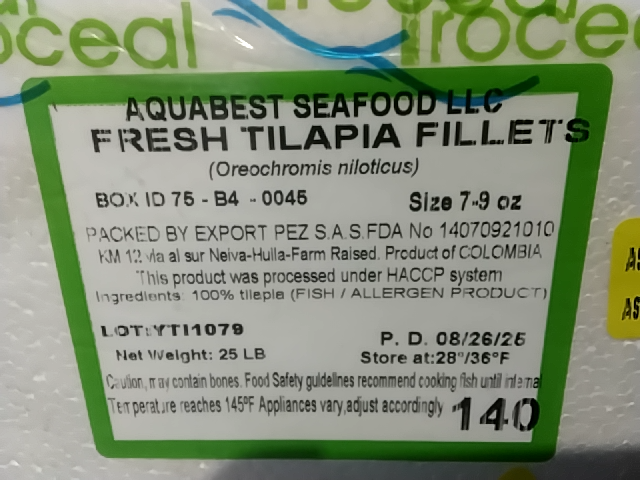 oceal
roceal
AQUABEST SEAFOOD LLC
FRESH TILAPIA FILLETS
(Oreochromis niloticus)
BOX ID 75 - B4 - 0045 Size 7-9 oz
PACKED BY EXPORT PEZ S.A.S.FDA No 14070921010
KM 12 via al sur Neiva-Hulla-Farm Raised. Product of COLOMBIA
This product was processed under HACCP system
Ingredients: 100% tilapia (FISH / ALLERGEN PRODUCT)
LOT:YTI1079 P. D. 08/26/25
Net Weight: 25 LB Store at:28°/36°F
Caution, may contain bones. Food Safety guidelines recommend cooking fish until internal
Temperature reaches 145°F Appliances vary,adjust accordingly 140
AS
AS